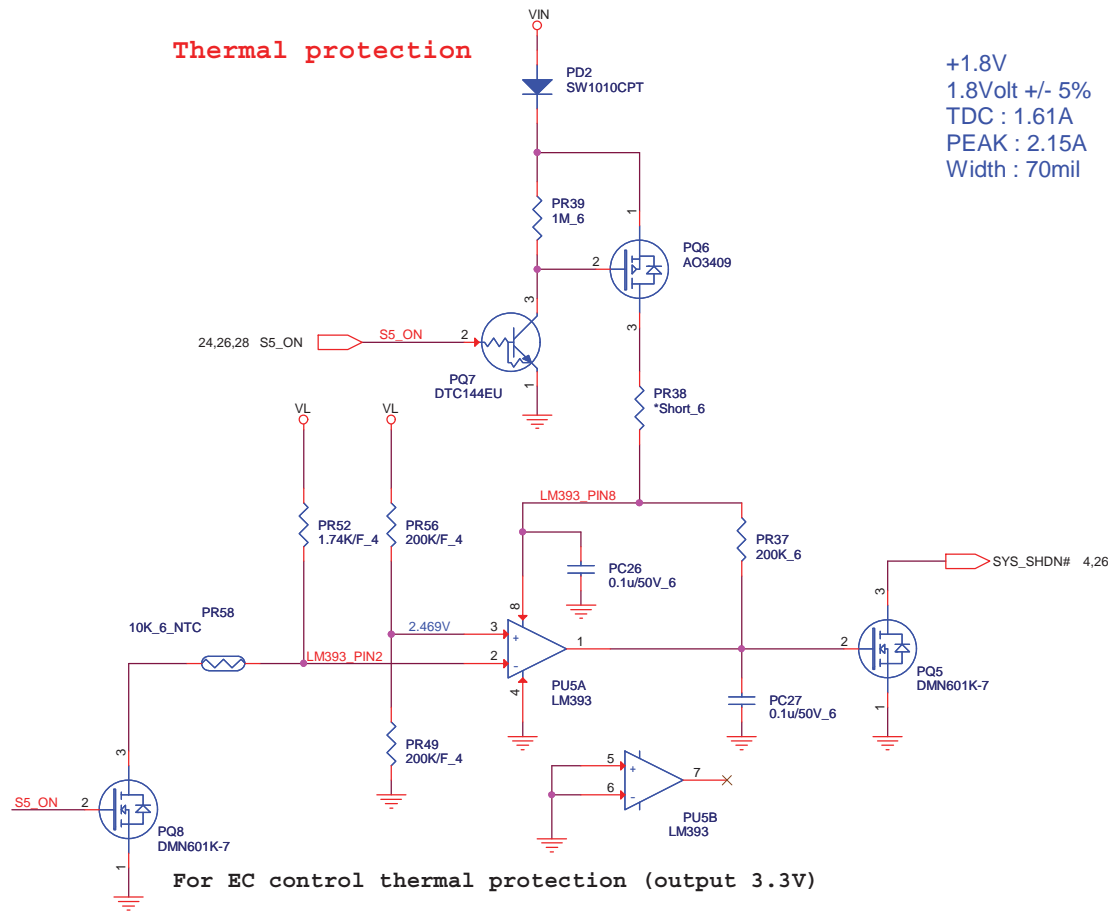 VIN
Thermal protection
PD2
SW1010CPT
+1.8V
1.8Volt +/- 5%
TDC : 1.61A
PEAK : 2.15A
Width : 70mil
PR39
1M_6
1
PQ6
AO3409
2
3
3
24,26,28 S5_ON
S5_ON
2
PQ7
DTC144EU
1
PR38
*Short_6
VL
VL
LM393_PIN8
PR52
1.74K/F_4
PR56
200K/F_4
PR37
200K_6
PC26
0.1u/50V_6
SYS_SHDN# 4,26
3
PR58
10K_6_NTC
8
2.469V
3
+
1
2
LM393_PIN2
2
-
4
PU5A
LM393
PQ5
DMN601K-7
1
PC27
0.1u/50V_6
PR49
200K/F_4
3
5
+
7
6
-
S5_ON
2
PU5B
LM393
PQ8
DMN601K-7
1
For EC control thermal protection (output 3.3V)